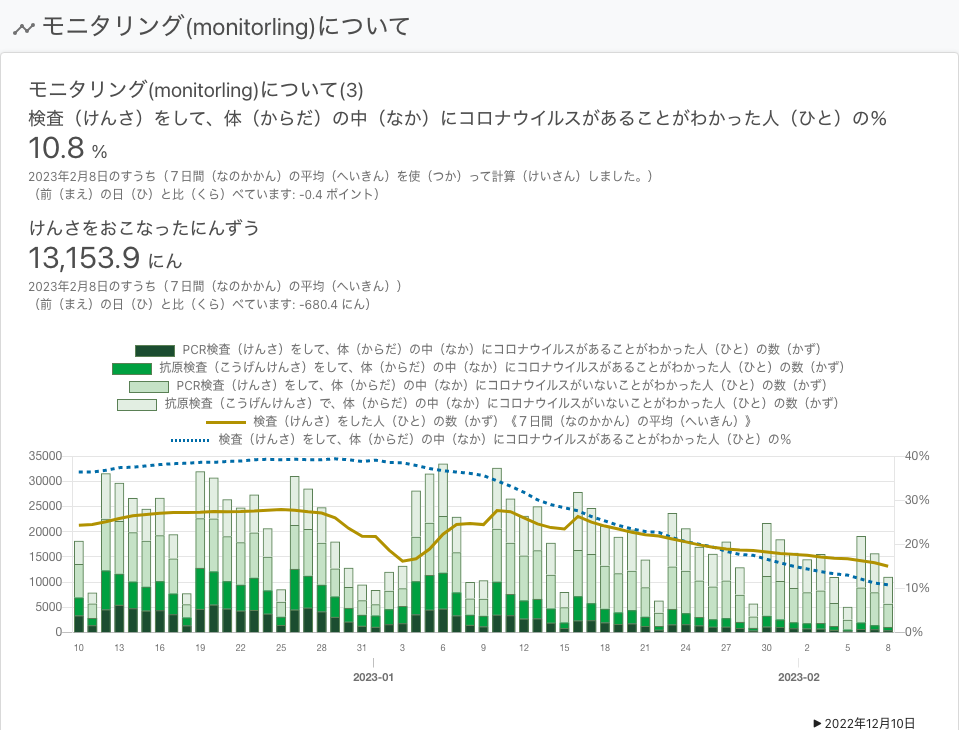 モニタリング(monitorling)について
モニタリング(monitorling)について(3)
検査（けんさ）をして、体（からだ）の中（なか）にコロナウイルスがあることがわかった人（ひと）の％
10.8 %
2023年2月8日のすうち（７日間（なのかかん）の平均（へいきん）を使（つか）って計算（けいさん）しました。）
（前（まえ）の日（ひ）と比（くら）べています: -0.4 ポイント）
けんさをおこなったにんずう
13,153.9 にん
2023年2月8日のすうち（７日間（なのかかん）の平均（へいきん））
（前（まえ）の日（ひ）と比（くら）べています: -680.4 にん）
PCR検査（けんさ）をして、体（からだ）の中（なか）にコロナウイルスがあることがわかった人（ひと）の数（かず）
抗原検査（こうげんけんさ）をして、体（からだ）の中（なか）にコロナウイルスがあることがわかった人（ひと）の数（かず）
PCR検査（けんさ）をして、体（からだ）の中（なか）にコロナウイルスがいないことがわかった人（ひと）の数（かず）
抗原検査（こうげんけんさ）で、体（からだ）の中（なか）にコロナウイルスがいないことがわかった人（ひと）の数（かず）
検査（けんさ）をした人（ひと）の数（かず）《７日間（なのかかん）の平均（へいきん）》
検査（けんさ）をして、体（からだ）の中（なか）にコロナウイルスがあることがわかった人（ひと）の％
35000 40%
30000 30%
25000
20000 20%
15000
10000 10%
5000
0 0%
10 13 16 19 22 25 28 31 3 6 9 12 15 18 21 24 27 30 2 5 8
2023-01 2023-02
▶ 2022年12月10日